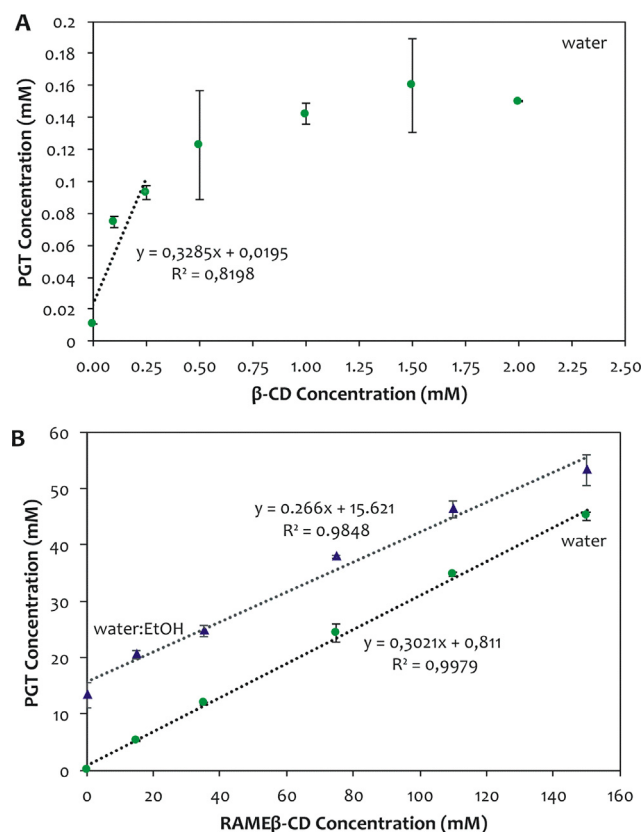 A
water
PGT Concentration (mM)
0.2
0.18
0.16
0.14
0.12
0.1
0.08
0.06
0.04
0.02
0
y = 0,3285x + 0,0195
R² = 0,8198
0.00 0.25 0.50 0.75 1.00 1.25 1.50 1.75 2.00 2.25 2.50
β-CD Concentration (mM)
B
PGT Concentration (mM)
60
50
40
30
20
10
0
y = 0.266x + 15.621
R² = 0.9848
water
water:EtOH
y = 0,3021x + 0,811
R² = 0,9979
0 20 40 60 80 100 120 140 160
RAMEβ-CD Concentration (mM)